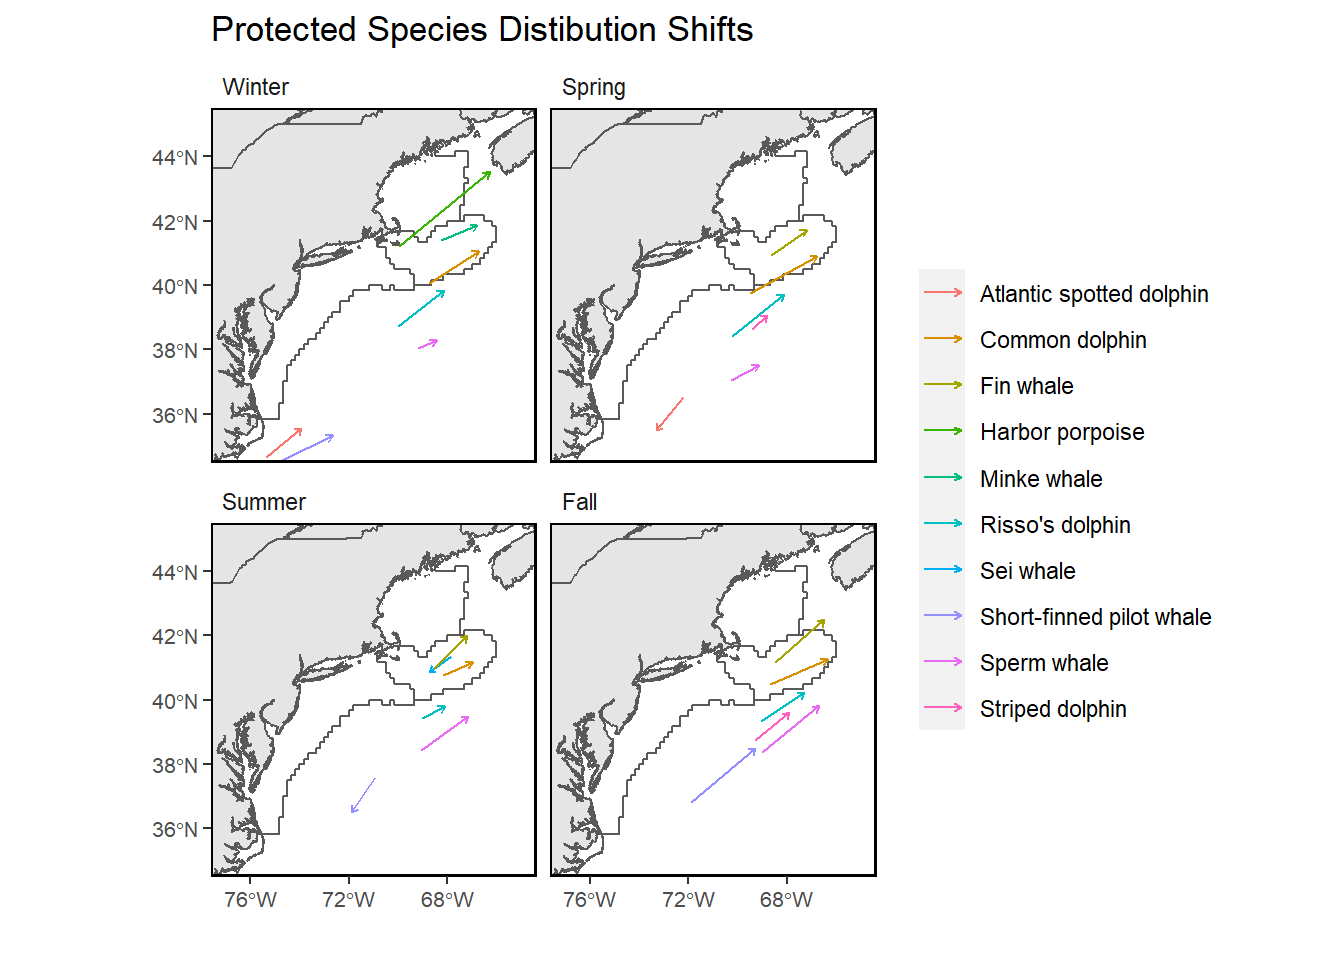 Protected Species Distibution Shifts
Winter
Spring
44°N
42°N
40°N
38°N
36°N
Summer
Fall
44°N
42°N
40°N
38°N
36°N
76°W 72°W 68°W
76°W 72°W 68°W
Atlantic spotted dolphin
Common dolphin
Fin whale
Harbor porpoise
Minke whale
Risso's dolphin
Sei whale
Short-finned pilot whale
Sperm whale
Striped dolphin